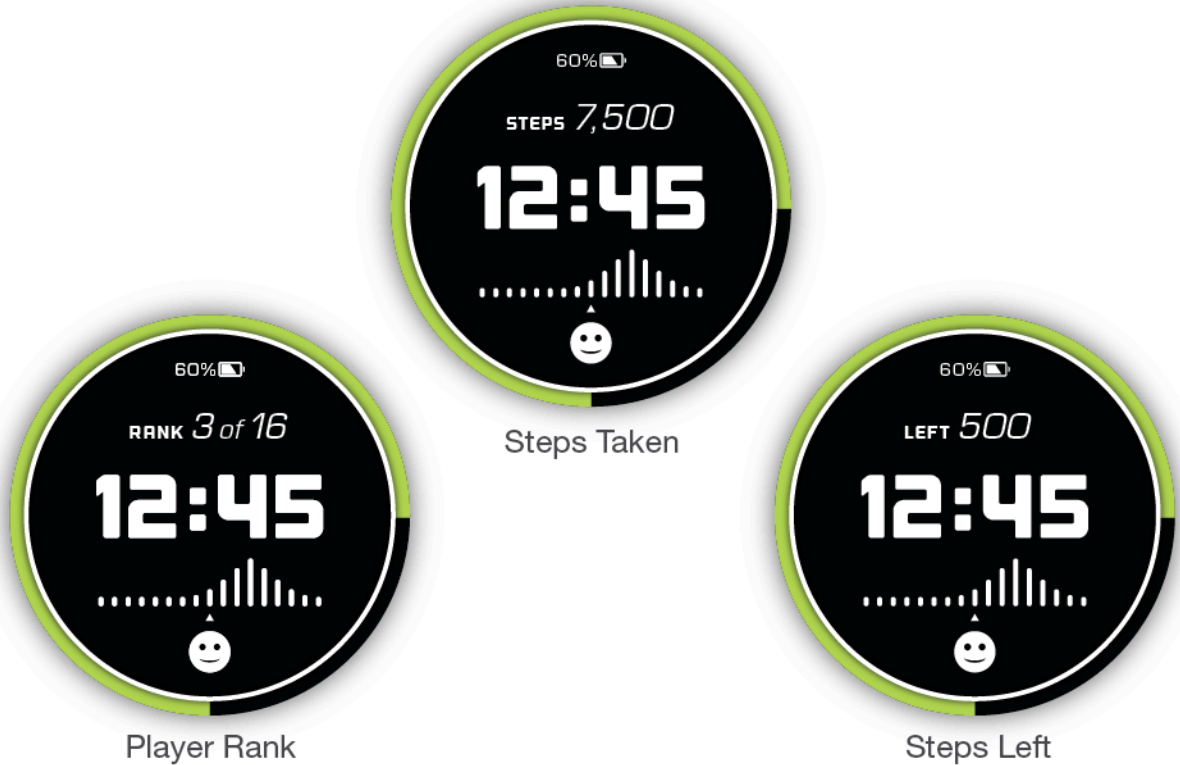 60%
STEPS 7,500
12:45
Steps Taken
60%
RANK 3 of 16
12:45
Player Rank
60%
LEFT 500
12:45
Steps Left